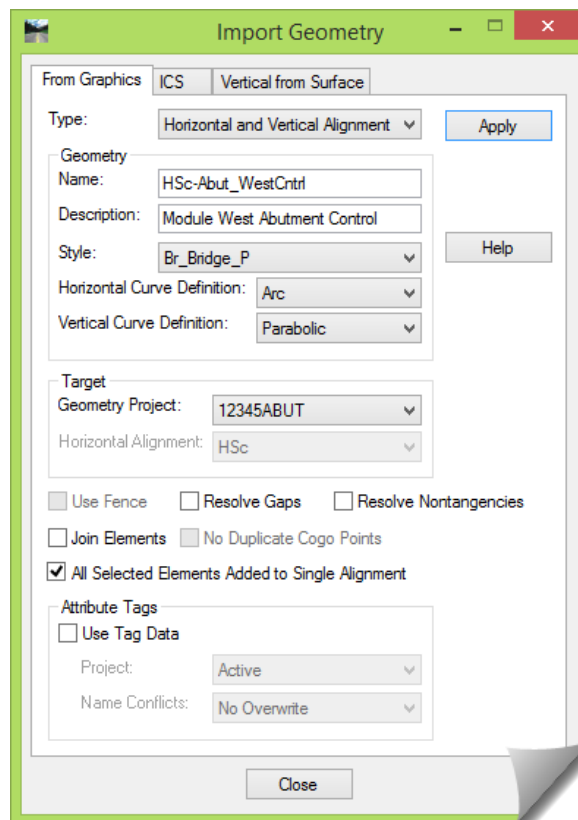 Import Geometry
From Graphics ICS Vertical from Surface
Type: Horizontal and Vertical Alignment Apply
Geometry
Name: HSc-Abut_WestCntrl
Description: Module West Abutment Control
Style: Br_Bridge_P Help
Horizontal Curve Definition: Arc
Vertical Curve Definition: Parabolic
Target
Geometry Project: 12345ABUT
Horizontal Alignment: HSc
Use Fence Resolve Gaps Resolve Nontangencies
Join Elements No Duplicate Cogo Points
All Selected Elements Added to Single Alignment
Attribute Tags
Use Tag Data
Project: Active
Name Conflicts: No Overwrite
Close